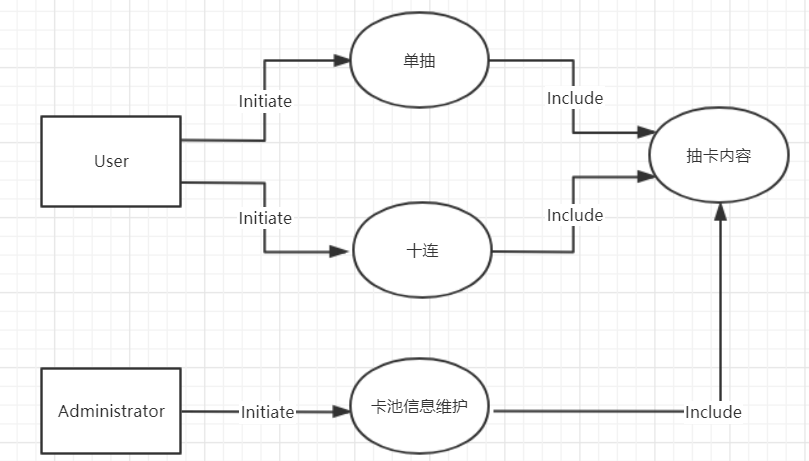 单抽
Initiate
Include
User
抽卡内容
Initiate
Include
十连
Administrator
Initiate
卡池信息维护
Include